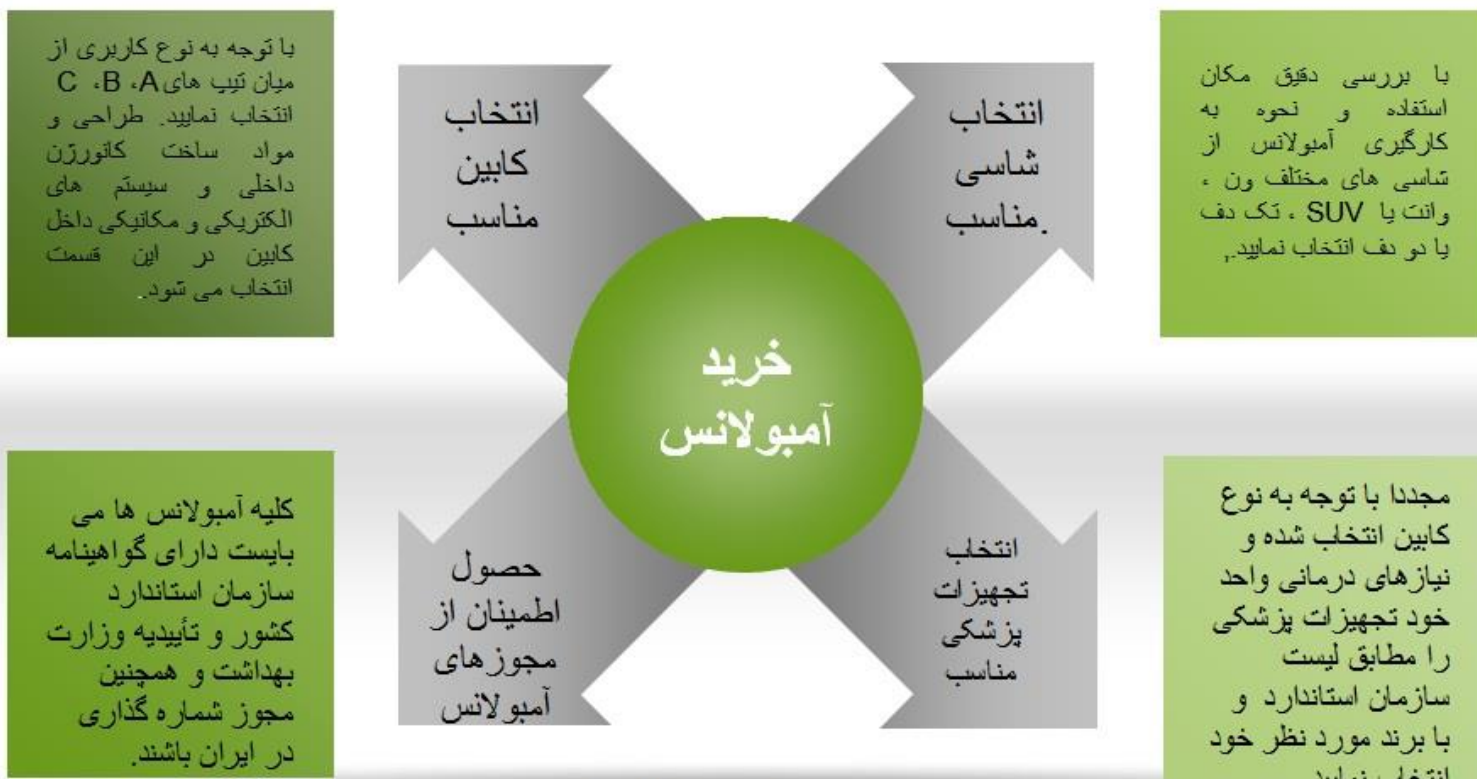 با بررسی دقیق مکان
استفاده و نحوه به
کارگیری آمبولانس از
شاسی های مختلف ون ،
وانت یا SUV ، تک دف
یا دو دف انتخاب نمایید.
انتخاب
شاسی
مناسب.
انتخاب
کابین
مناسب
با توجه به نوع کاربری از
میان تیپ های A، B، C
انتخاب نمایید. طراحی و
مواد ساخت کانورژن
داخلی و سیستم های
الکتریکی و مکانیکی داخل
کابین در این قسمت
انتخاب می شود.
خرید
آمبولانس
انتخاب
تجهیزات
پزشکی
مناسب
مجددا با توجه به نوع
کابین انتخاب شده و
نیازهای درمانی واحد
خود تجهیزات پزشکی
را مطابق لیست
سازمان استاندارد و
با برند مورد نظر خود
انتخاب نمایید
حصول
اطمینان از
مجوزهای
آمبولانس
کلیه آمبولانس ها می
بایست دارای گواهینامه
سازمان استاندارد
کشور و تأییدیه وزارت
بهداشت و همچنین
مجوز شماره گذاری
در ایران باشند.